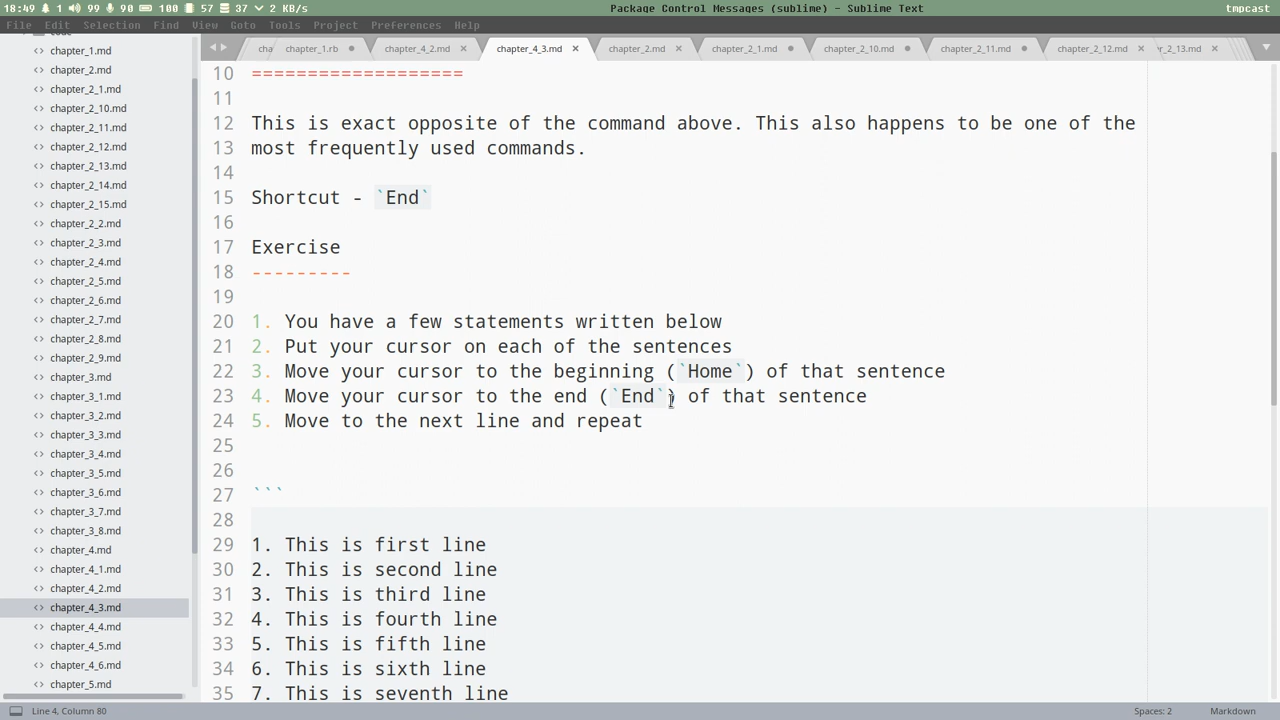 18:49 1 99 90 100 57 87 2 KB/s
Package Control Messages (sublime) - Sublime Text
tmpcast
File Edit Selection Find View Goto Tools Project Preferences Help
code
chapter_1.md
chapter_2.md
chapter_2_1.md
chapter_2_10.md
chapter_2_11.md
chapter_2_12.md
chapter_2_13.md
chapter_2_14.md
chapter_2_15.md
chapter_2_2.md
chapter_2_3.md
chapter_2_4.md
chapter_2_5.md
chapter_2_6.md
chapter_2_7.md
chapter_2_8.md
chapter_2_9.md
chapter_3.md
chapter_3_1.md
chapter_3_2.md
chapter_3_3.md
chapter_3_4.md
chapter_3_5.md
chapter_3_6.md
chapter_3_7.md
chapter_3_8.md
chapter_4.md
chapter_4_1.md
chapter_4_2.md
chapter_4_3.md
chapter_4_4.md
chapter_4_5.md
chapter_4_6.md
chapter_5.md
cha chapter_1.rb chapter_4_2.md chapter_4_3.md chapter_2.md chapter_2_1.md chapter_2_10.md chapter_2_11.md chapter_2_12.md r_2_13.md
10 ===================
11
12 This is exact opposite of the command above. This also happens to be one of the
13 most frequently used commands.
14
15 Shortcut - `End`
16
17 Exercise
18 ---------
19
20 1. You have a few statements written below
21 2. Put your cursor on each of the sentences
22 3. Move your cursor to the beginning (`Home`) of that sentence
23 4. Move your cursor to the end (`End`) of that sentence
24 5. Move to the next line and repeat
25
26
27 ```
28
29 1. This is first line
30 2. This is second line
31 3. This is third line
32 4. This is fourth line
33 5. This is fifth line
34 6. This is sixth line
35 7. This is seventh line
Line 4, Column 80
Spaces: 2
Markdown